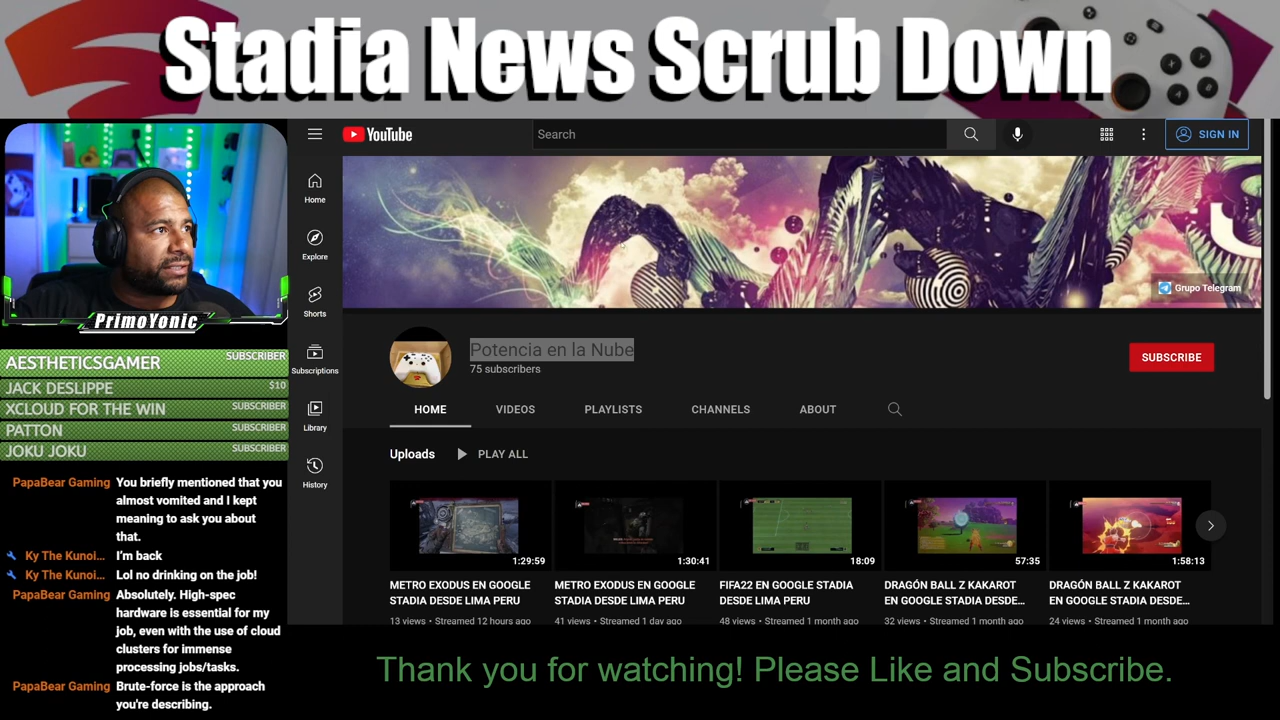 Stadia News Scrub Down
YouTube
Search
SIGN IN
Home
Explore
Shorts
Subscriptions
Library
History
Grupo Telegram
PrimoYonic
Potencia en la Nube
75 subscribers
SUBSCRIBE
HOME VIDEOS PLAYLISTS CHANNELS ABOUT
Uploads PLAY ALL
1:29:59
METRO EXODUS EN GOOGLE
STADIA DESDE LIMA PERU
13 views • Streamed 12 hours ago
1:30:41
METRO EXODUS EN GOOGLE
STADIA DESDE LIMA PERU
41 views • Streamed 1 day ago
18:09
FIFA22 EN GOOGLE STADIA
DESDE LIMA PERU
48 views • Streamed 1 month ago
57:35
DRAGÓN BALL Z KAKAROT
EN GOOGLE STADIA DESDE...
32 views • Streamed 1 month ago
1:58:13
DRAGÓN BALL Z KAKAROT
EN GOOGLE STADIA DESDE...
24 views • Streamed 1 month ago
AESTHETICSGAMER SUBSCRIBER
JACK DESLIPPE $10
XCLOUD FOR THE WIN SUBSCRIBER
PATTON SUBSCRIBER
JOKU JOKU SUBSCRIBER
PapaBear Gaming You briefly mentioned that you
almost vomited and I kept
meaning to ask you about
that.
Ky The Kunoi... I'm back
Ky The Kunoi... Lol no drinking on the job!
PapaBear Gaming Absolutely. High-spec
hardware is essential for my
job, even with the use of cloud
clusters for immense
processing jobs/tasks.
PapaBear Gaming Brute-force is the approach
you're describing.
Thank you for watching! Please Like and Subscribe.